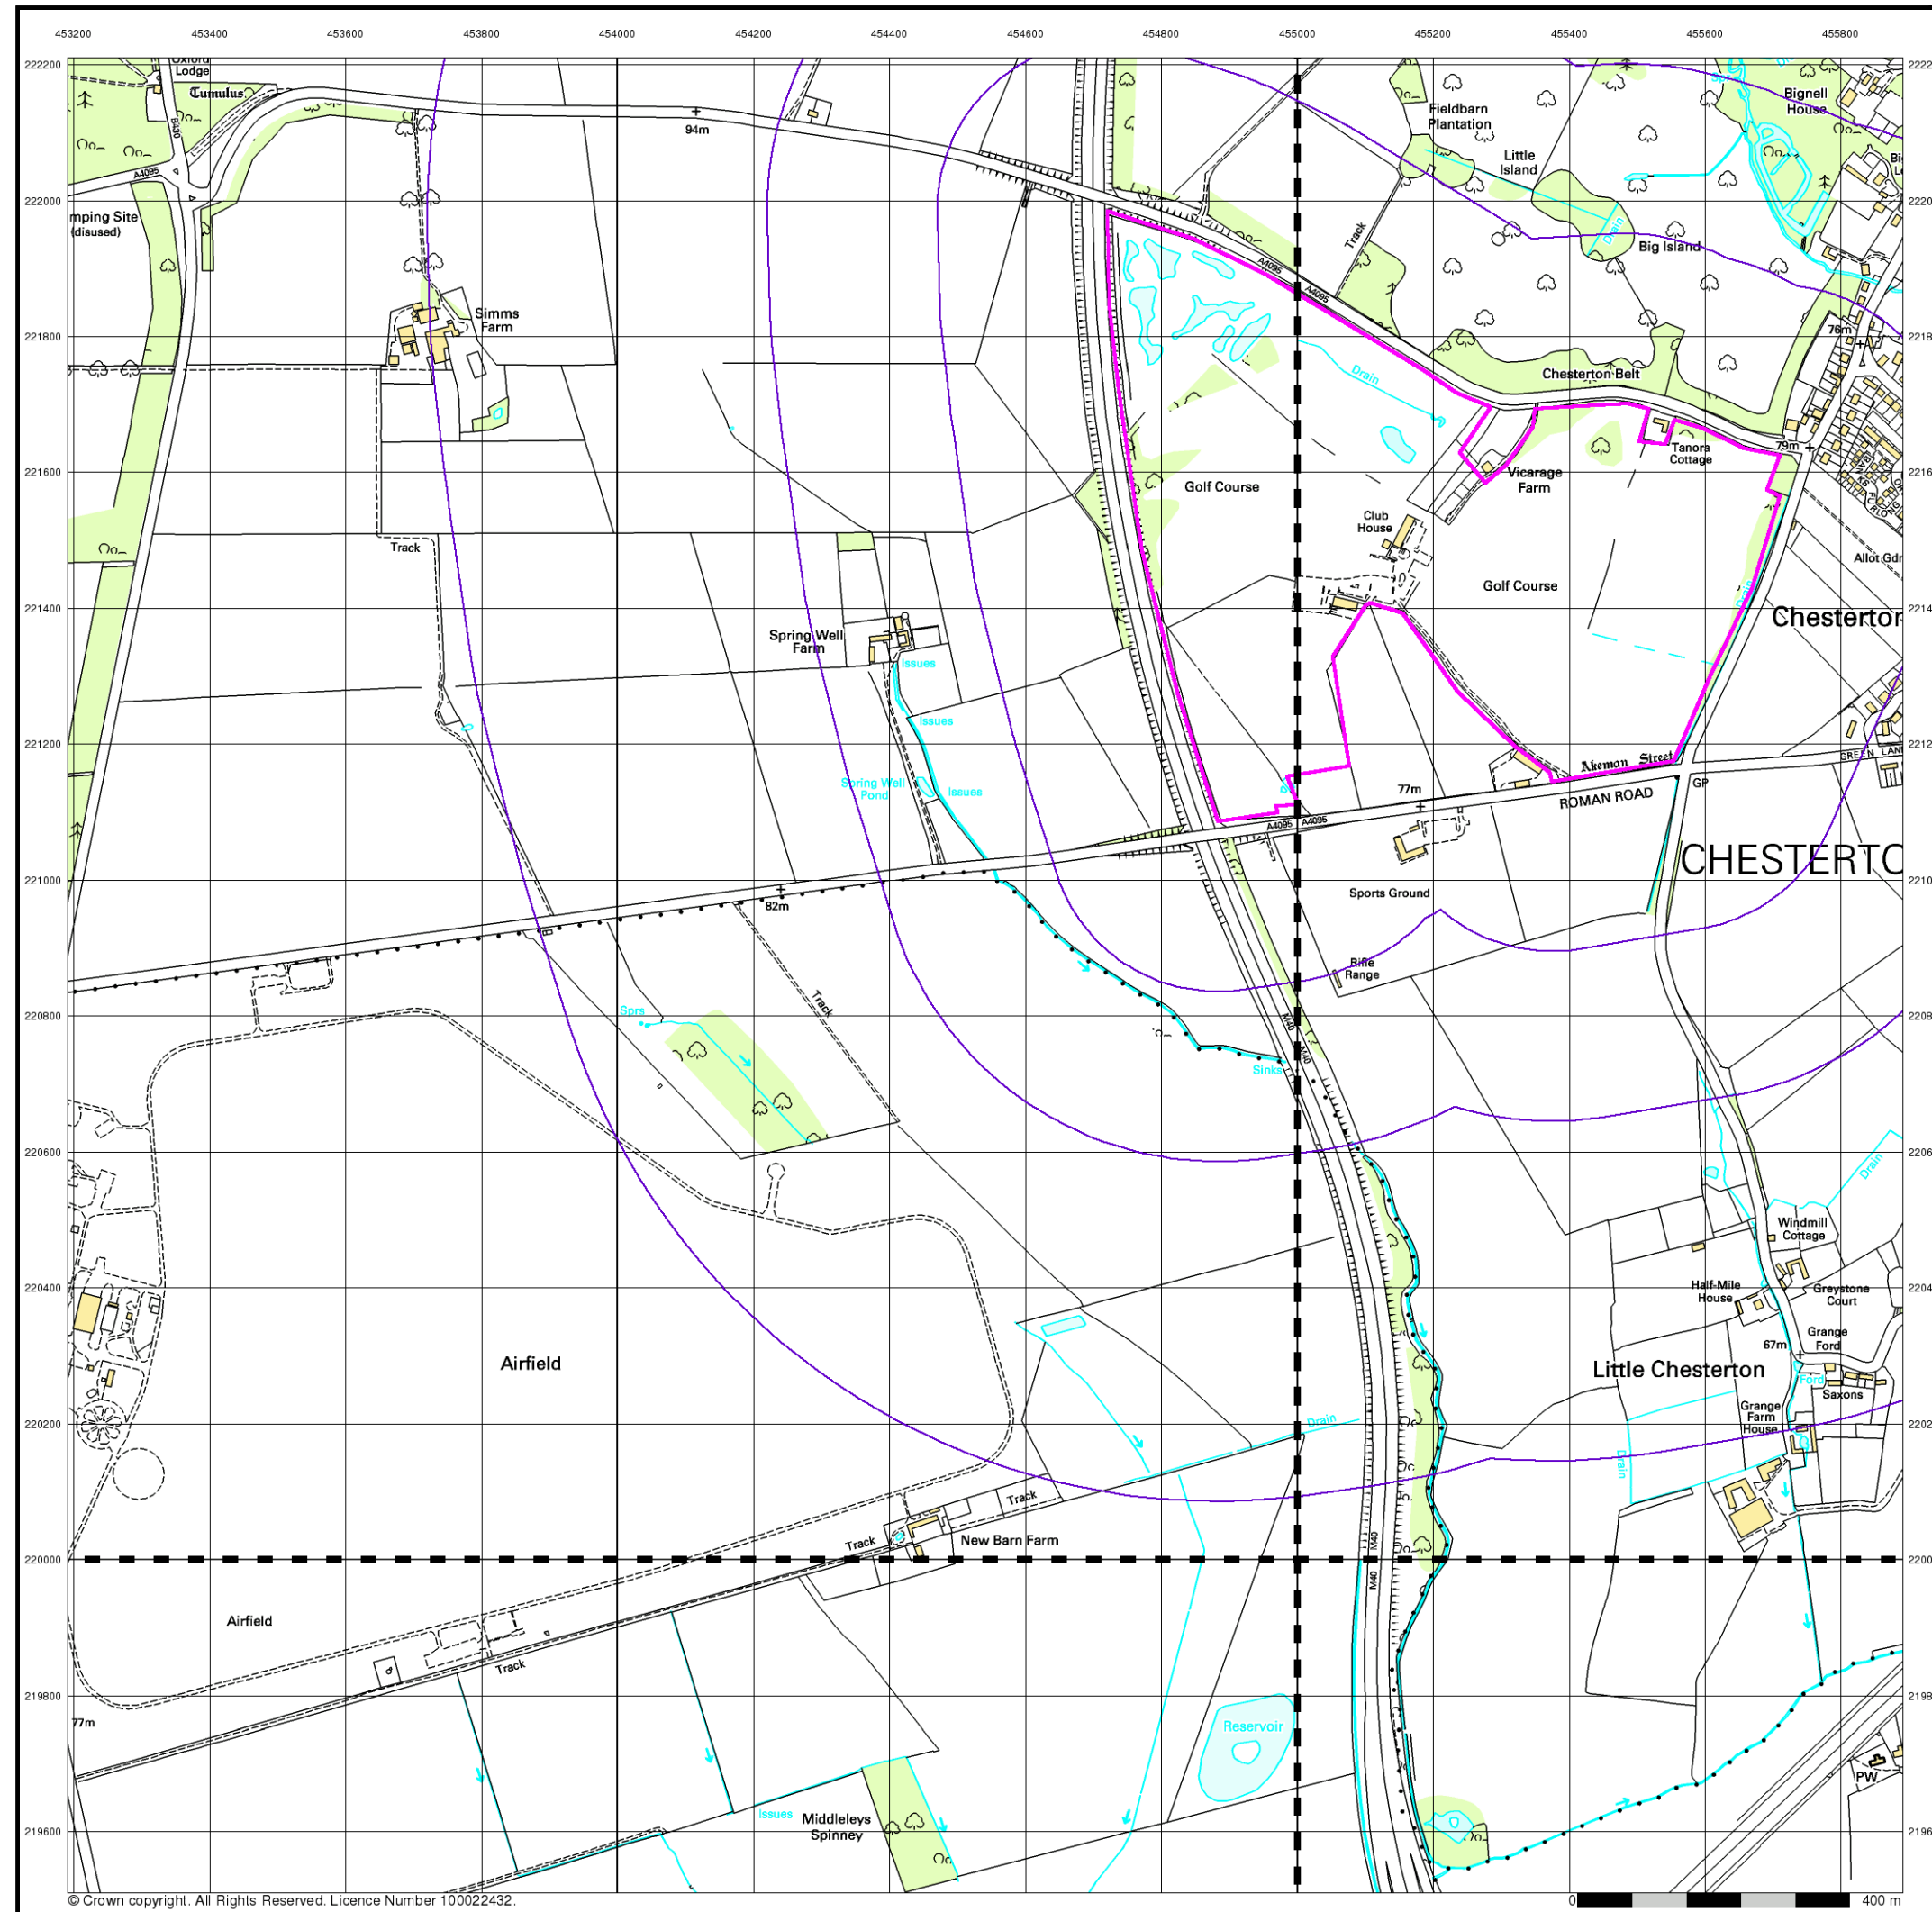 453200 453400 453600 453800 454000 454200 454400 454600 454800 455000 455200 455400 455600 455800
222200
Oxford
Lodge
Tumulus
B430
94m
Fieldbarn
Plantation
Little
Island
Bignell
House
A4095
222000
mping Site
(disused)
Track
Drain
Big Island
A4095
A4095
Simms
Farm
221800
76m
Drain
Chesterton Belt
79m
Tanora
Cottage
221600
Vicarage
Farm
Golf Course
Club
House
Track
Allot Gdn
Golf Course
221400
Drain
Chesterton
Spring Well
Farm
Issues
Issues
221200
Akeman Street
GREEN LAN
Spring Well
Pond
Issues
77m
GP
ROMAN ROAD
A4095 A4095
CHESTERTO
221000
82m
Sports Ground
Rifle
Range
Track
Sprs
220800
M40
M40
Sinks
220600
Drain
Windmill
Cottage
220400
Half-Mile
House
Greystone
Court
Grange
Ford
67m
Airfield
Little Chesterton
Ford
Saxons
Grange
Farm
House
220200
Drain
Drain
Track
Track
New Barn Farm
M40
220000
M40
Airfield
Track
219800
77m
Reservoir
PW
Issues
Middleleys
Spinney
219600
© Crown copyright. All Rights Reserved. Licence Number 100022432.
0 400 m